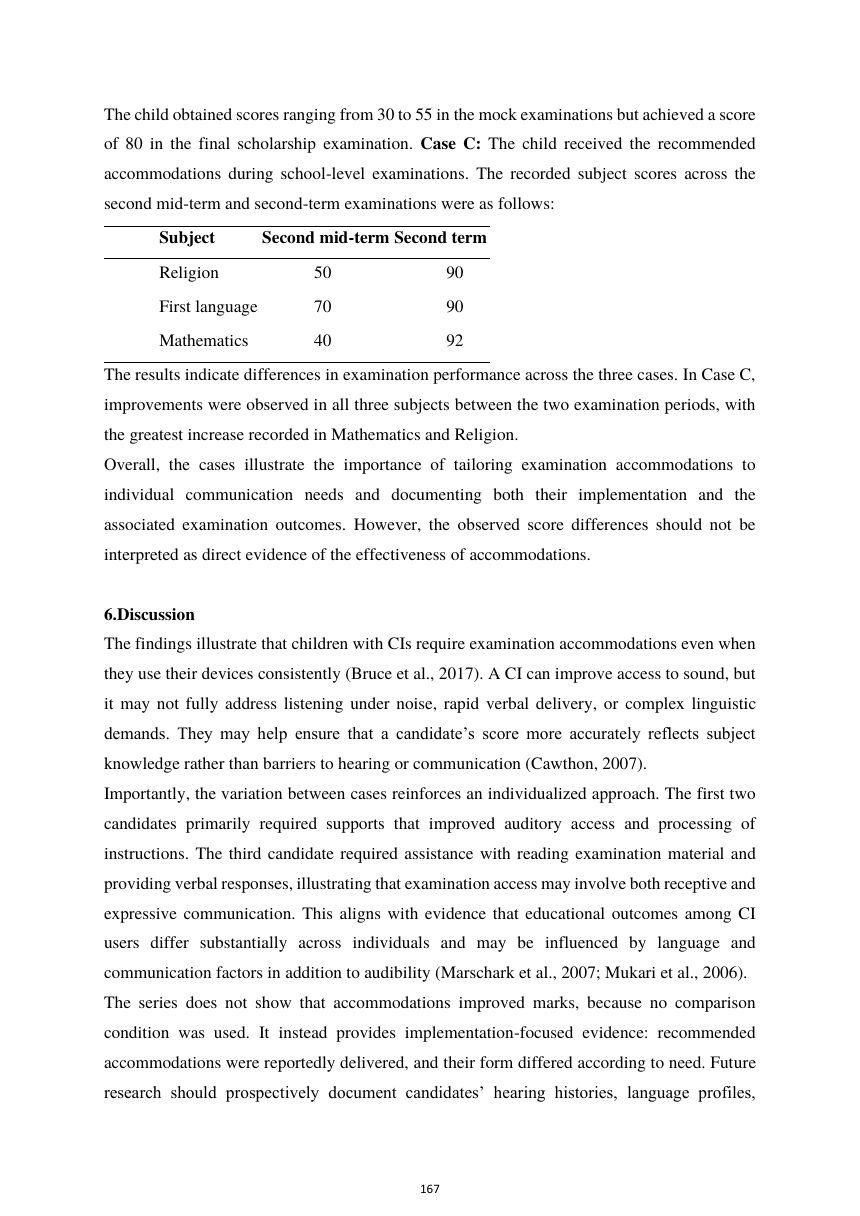 The child obtained scores ranging from 30 to 55 in the mock examinations but achieved a score
of 80 in the final scholarship examination. Case C: The child received the recommended
accommodations during school-level examinations. The recorded subject scores across the
second mid-term and second-term examinations were as follows:
Subject Second mid-term Second term
Religion 50 90
First language 70 90
Mathematics 40 92
The results indicate differences in examination performance across the three cases. In Case C,
improvements were observed in all three subjects between the two examination periods, with
the greatest increase recorded in Mathematics and Religion.
Overall, the cases illustrate the importance of tailoring examination accommodations to
individual communication needs and documenting both their implementation and the
associated examination outcomes. However, the observed score differences should not be
interpreted as direct evidence of the effectiveness of accommodations.
6.Discussion
The findings illustrate that children with CIs require examination accommodations even when
they use their devices consistently (Bruce et al., 2017). A CI can improve access to sound, but
it may not fully address listening under noise, rapid verbal delivery, or complex linguistic
demands. They may help ensure that a candidate’s score more accurately reflects subject
knowledge rather than barriers to hearing or communication (Cawthon, 2007).
Importantly, the variation between cases reinforces an individualized approach. The first two
candidates primarily required supports that improved auditory access and processing of
instructions. The third candidate required assistance with reading examination material and
providing verbal responses, illustrating that examination access may involve both receptive and
expressive communication. This aligns with evidence that educational outcomes among CI
users differ substantially across individuals and may be influenced by language and
communication factors in addition to audibility (Marschark et al., 2007; Mukari et al., 2006).
The series does not show that accommodations improved marks, because no comparison
condition was used. It instead provides implementation-focused evidence: recommended
accommodations were reportedly delivered, and their form differed according to need. Future
research should prospectively document candidates’ hearing histories, language profiles,
167